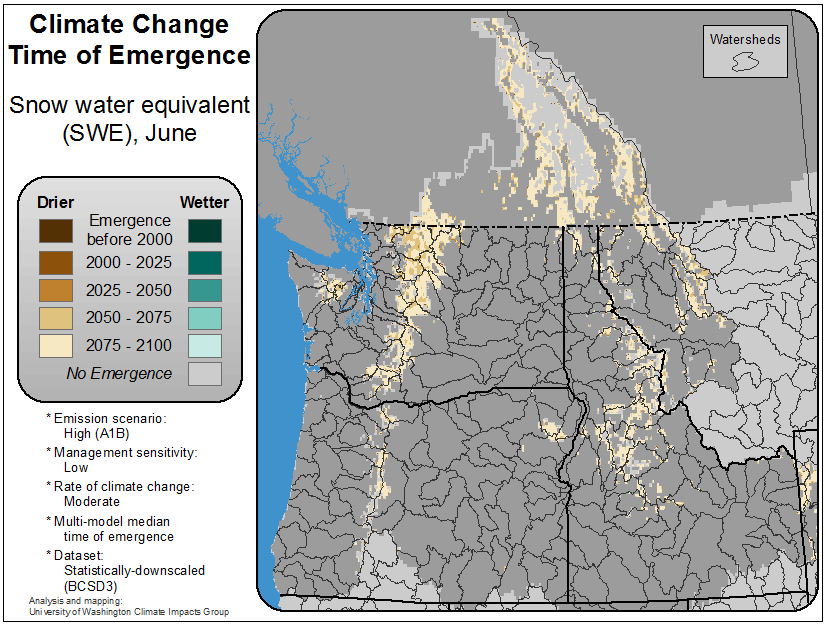 Climate Change
Time of Emergence
Snow water equivalent
(SWE), June
Watersheds
Drier
Wetter
Emergence
before 2000
2000 - 2025
2025 - 2050
2050 - 2075
2075 - 2100
No Emergence
* Emission scenario:
High (A1B)
* Management sensitivity:
Low
* Rate of climate change:
Moderate
* Multi-model median
time of emergence
* Dataset:
Statistically-downscaled
(BCSD3)
Analysis and mapping:
University of Washington Climate Impacts Group